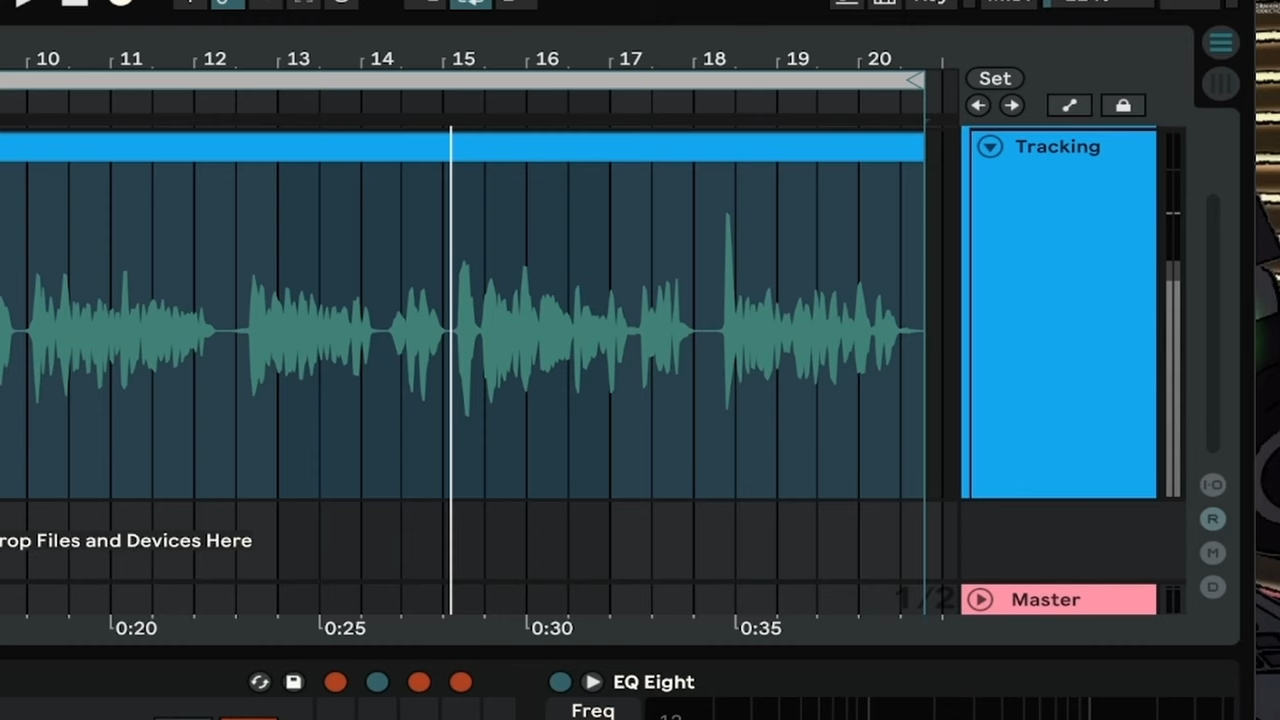 10 11 12 13 14 15 16 17 18 19 20
Set
Tracking
I·O
R
rop Files and Devices Here
M
D
1/2
Master
0:20 0:25 0:30 0:35
EQ Eight
Freq